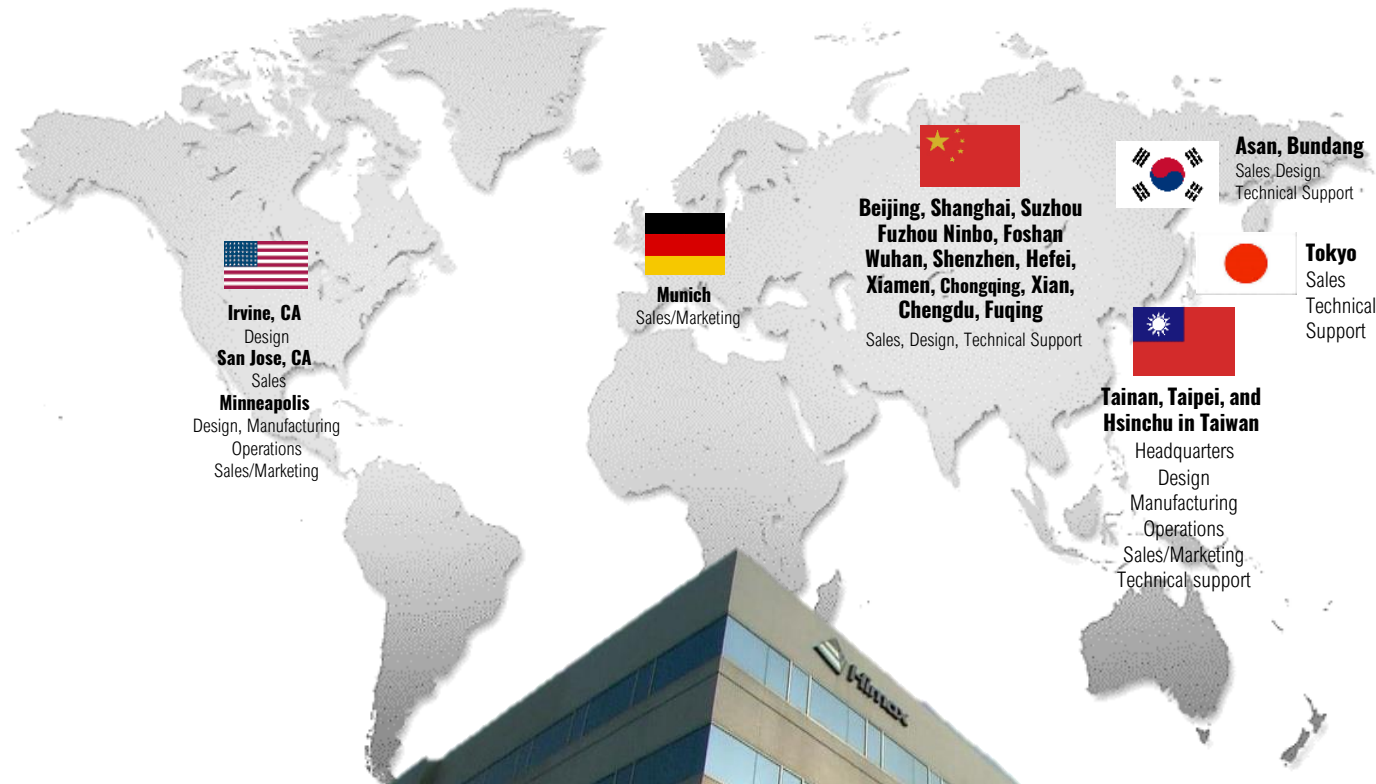 Irvine, CA
Design
San Jose, CA
Sales
Minneapolis
Design, Manufacturing
Operations
Sales/Marketing
Munich
Sales/Marketing
Beijing, Shanghai, Suzhou
Fuzhou Ninbo, Foshan
Wuhan, Shenzhen, Hefei,
Xiamen, Chongqing, Xian,
Chengdu, Fuqing
Sales, Design, Technical Support
Asan, Bundang
Sales Design
Technical Support
Tokyo
Sales
Technical
Support
Tainan, Taipei, and
Hsinchu in Taiwan
Headquarters
Design
Manufacturing
Operations
Sales/Marketing
Technical support
Himax